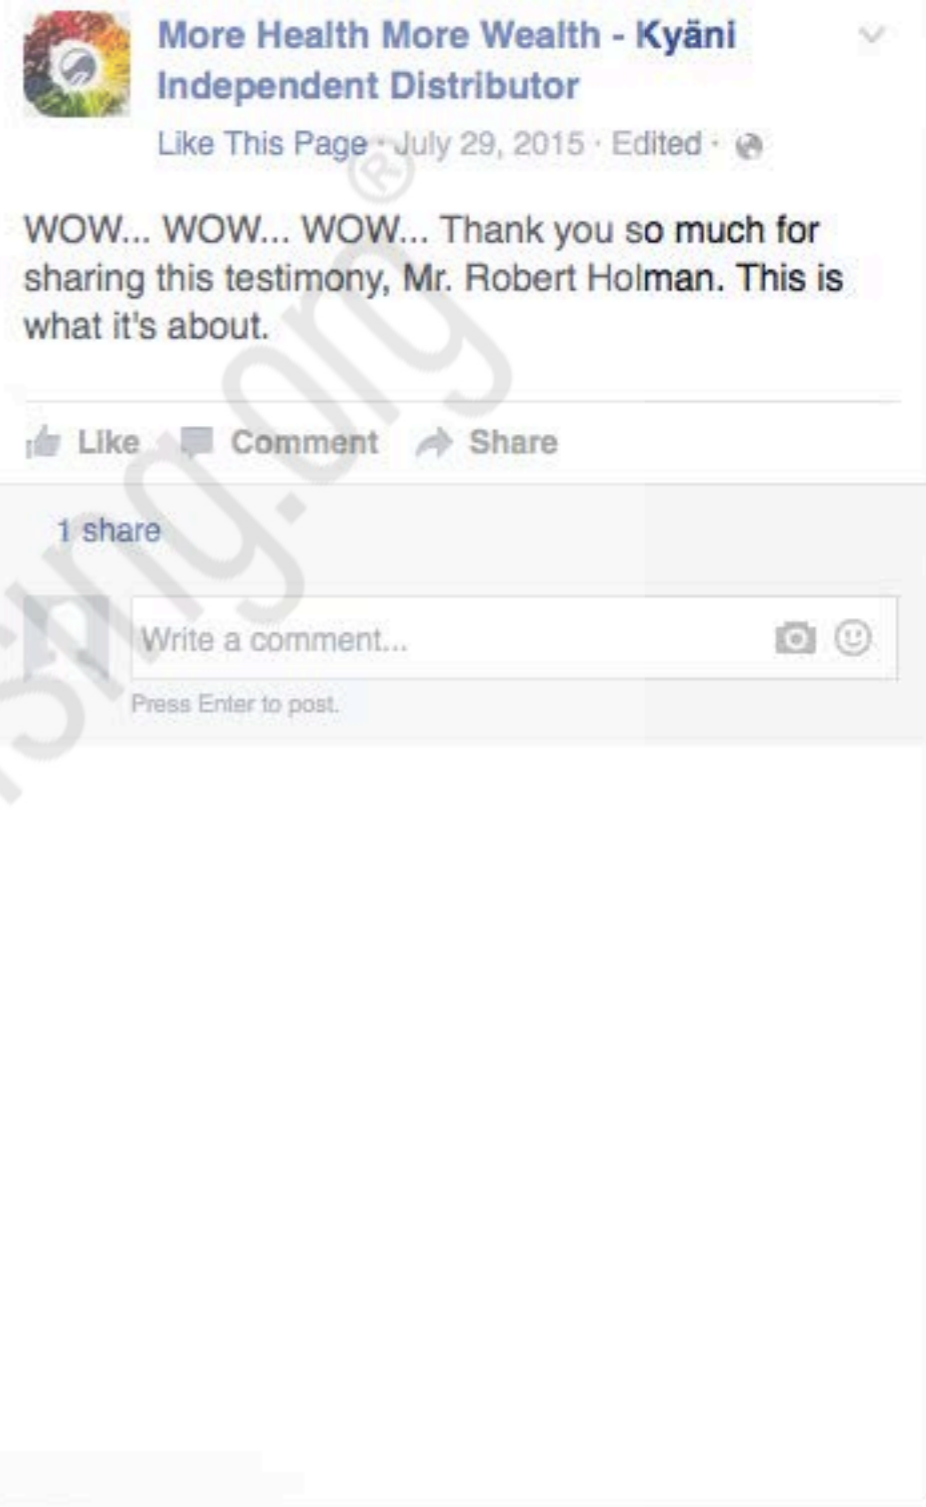 More Health More Wealth - Kyäni
Independent Distributor
Like This Page · July 29, 2015 · Edited ·
WOW... WOW... WOW... Thank you so much for
sharing this testimony, Mr. Robert Holman. This is
what it's about.
Like Comment Share
1 share
Write a comment...
Press Enter to post.
sing.org®